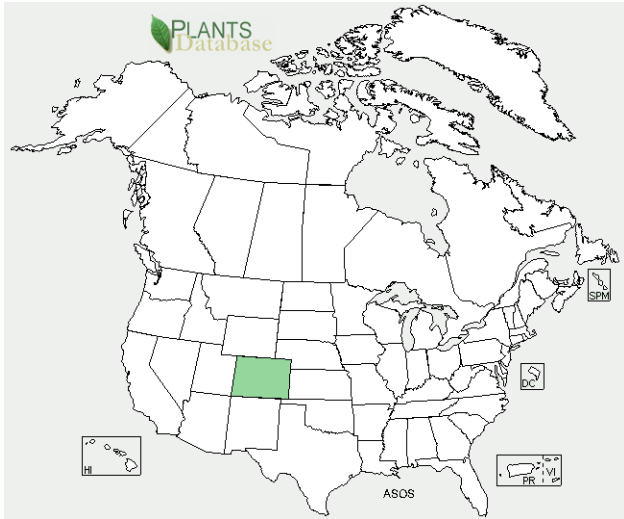 PLANTS
Database
SPM
DC
HI
PR
VI
ASOS